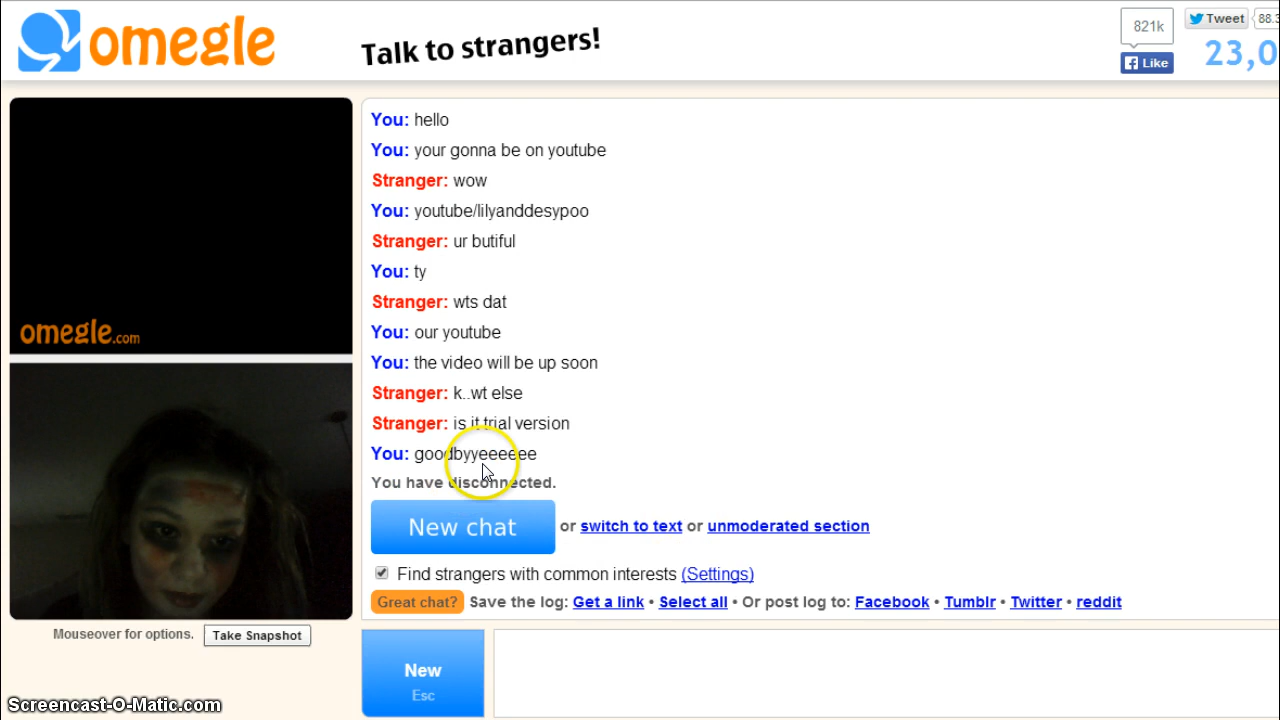 omegle
Talk to strangers!
821k
Like
Tweet
88.3
23,0
You: hello
You: your gonna be on youtube
Stranger: wow
You: youtube/lilyanddesypoo
Stranger: ur butiful
You: ty
Stranger: wts dat
You: our youtube
You: the video will be up soon
Stranger: k..wt else
Stranger: is it trial version
You: goodbyyeeeeee
You have disconnected.
New chat or switch to text or unmoderated section
Find strangers with common interests (Settings)
Great chat? Save the log: Get a link • Select all • Or post log to: Facebook • Tumblr • Twitter • reddit
omegle.com
Mouseover for options. Take Snapshot
New
Esc
Screencast-O-Matic.com